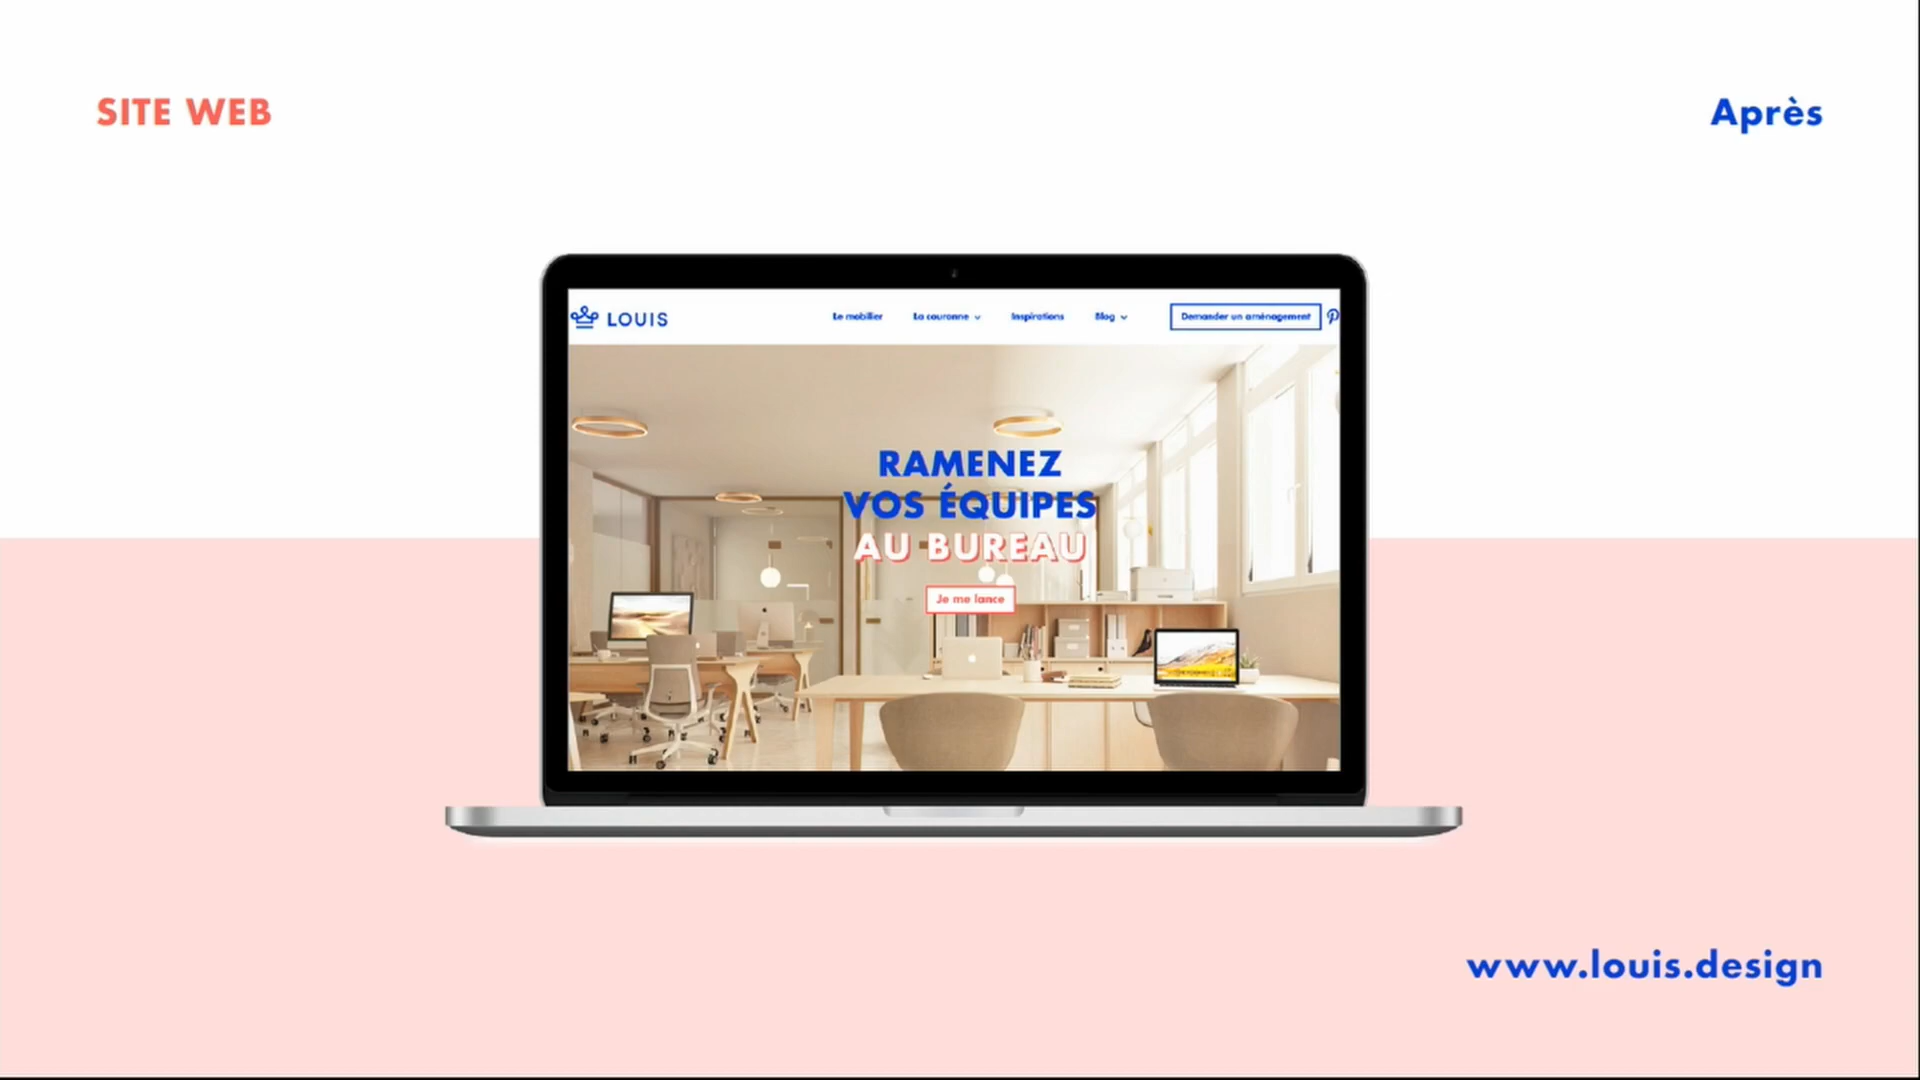 SITE WEB
Après
LOUIS
Le mobilier
La couronne
Inspirations
Blog
Demander un aménagement
RAMENEZ
VOS ÉQUIPES
AU BUREAU
Je me lance
www.louis.design